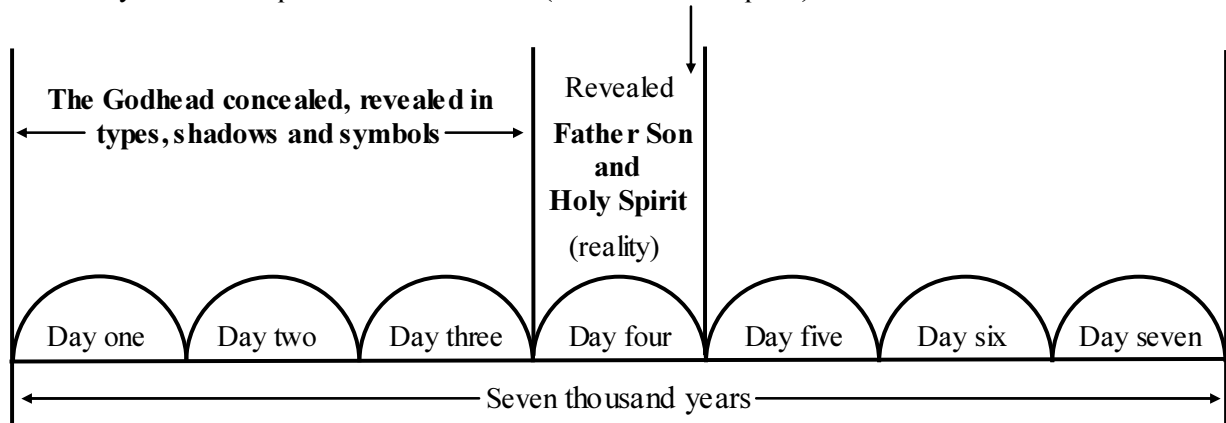 The Godhead concealed, revealed in
types, shadows and symbols
Revealed
Father Son
and
Holy Spirit
(reality)
Day one
Day two
Day three
Day four
Day five
Day six
Day seven
Seven thousand years